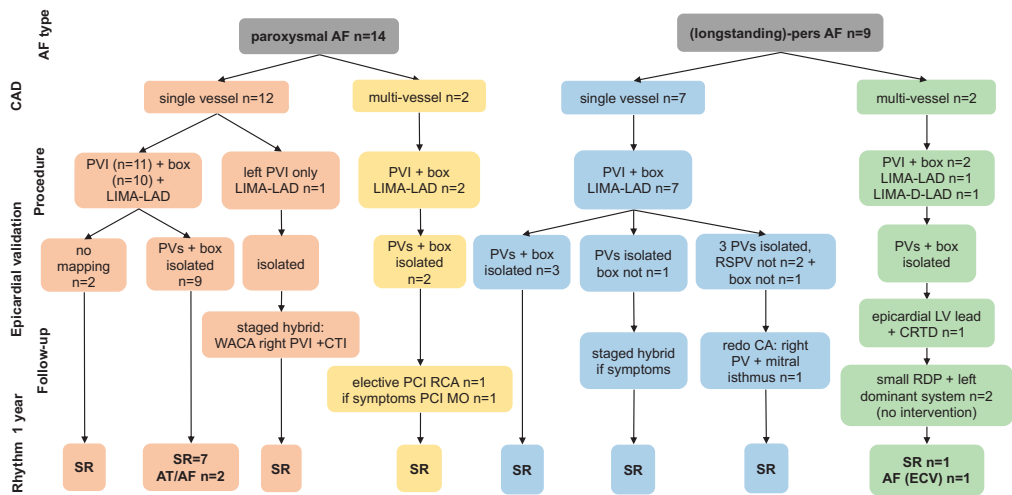 AF type
paroxysmal AF n=14
(longstanding)-pers AF n=9
CAD
single vessel n=12
multi-vessel n=2
single vessel n=7
multi-vessel n=2
Procedure
PVI (n=11) + box
(n=10) +
LIMA-LAD
left PVI only
LIMA-LAD n=1
PVI + box
LIMA-LAD n=2
PVI + box
LIMA-LAD n=7
PVI + box n=2
LIMA-LAD n=1
LIMA-D-LAD n=1
Epicardial validation
no
mapping
n=2
PVs + box
isolated
n=9
isolated
PVs + box
isolated
n=2
PVs + box
isolated n=3
PVs isolated
box not n=1
3 PVs isolated,
RSPV not n=2 +
box not n=1
PVs + box
isolated
Follow-up
staged hybrid:
WACA right PVI +CTI
elective PCI RCA n=1
if symptoms PCI MO n=1
staged hybrid
if symptoms
redo CA: right
PV + mitral
isthmus n=1
epicardial LV lead
+ CRTD n=1
small RDP + left
dominant system n=2
(no intervention)
Rhythm 1 year
SR
SR=7
AT/AF n=2
SR
SR
SR
SR
SR
SR n=1
AF (ECV) n=1